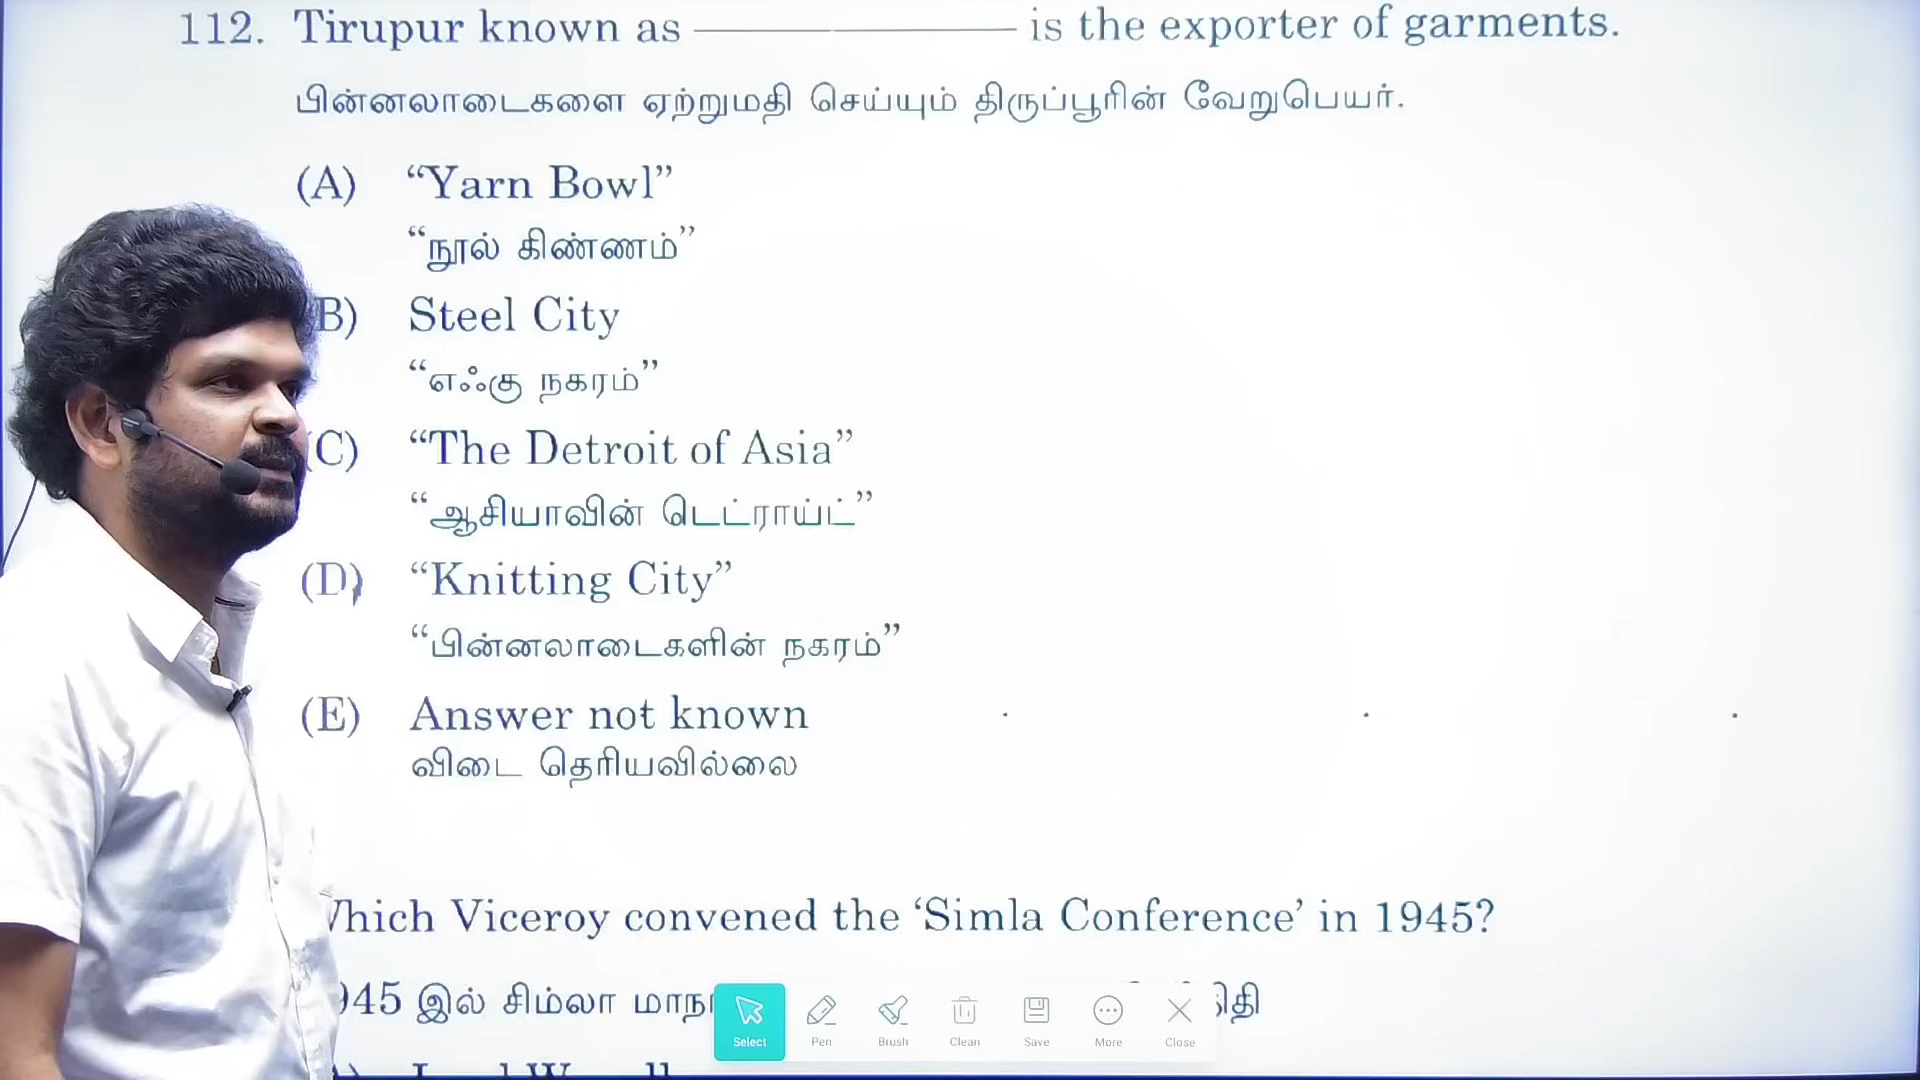 112. Tirupur known as ———— is the exporter of garments.
பின்னலாடைகளை ஏற்றுமதி செய்யும் திருப்பூரின் வேறுபெயர்.
(A) “Yarn Bowl”
“நூல் கிண்ணம்”
B) Steel City
“எஃகு நகரம்”
(C) “The Detroit of Asia”
“ஆசியாவின் டெட்ராய்ட்”
(D) “Knitting City”
“பின்னலாடைகளின் நகரம்”
(E) Answer not known
விடை தெரியவில்லை
Which Viceroy convened the ‘Simla Conference’ in 1945?
945 இல் சிம்லா
Select Pen Brush Clean Save More Close